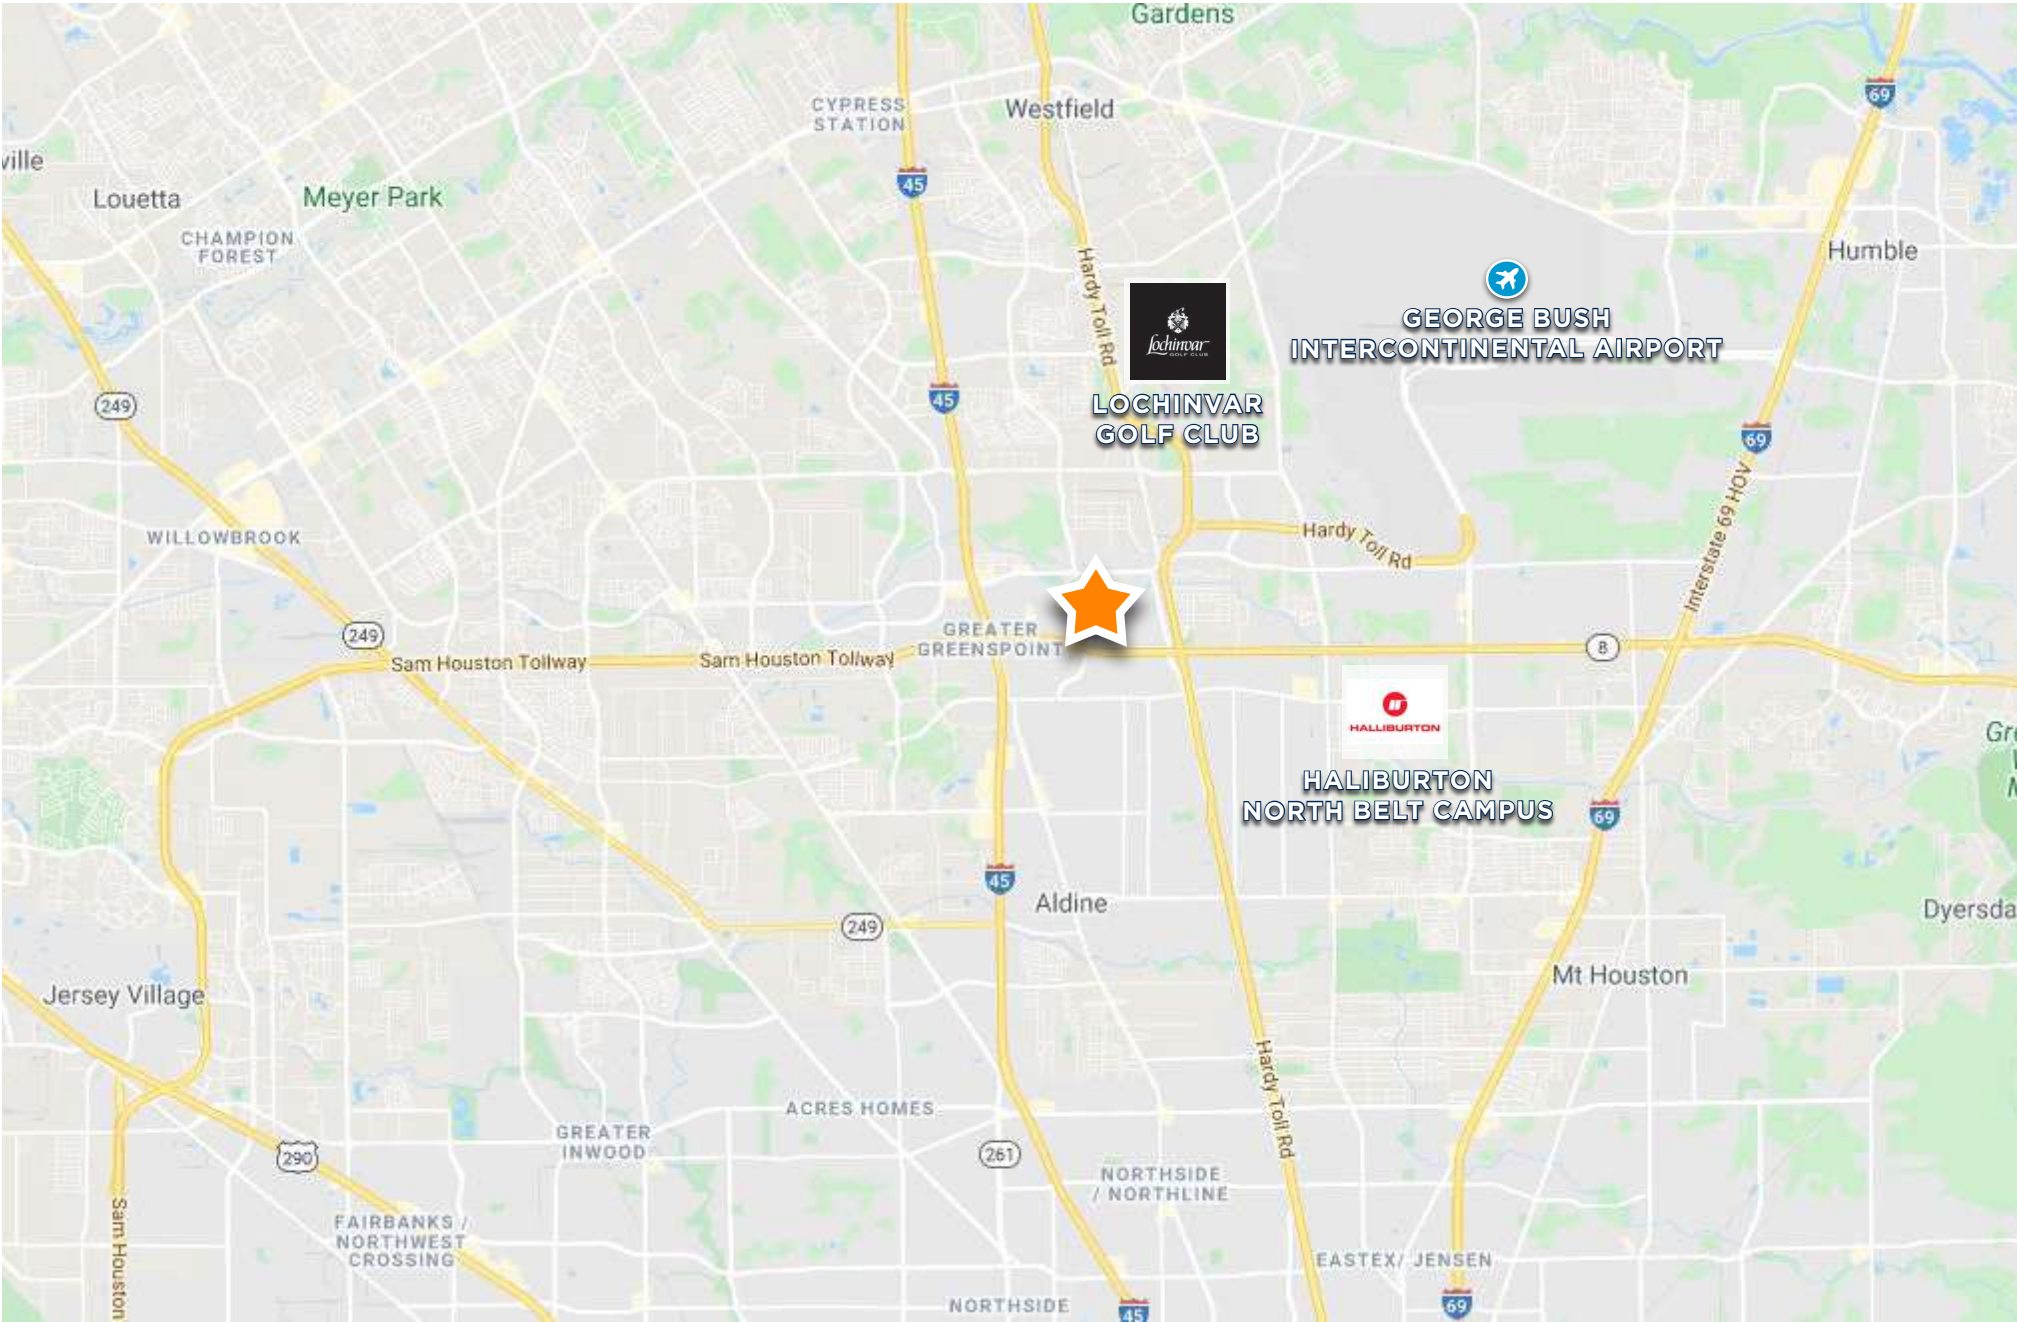 Gardens
CYPRESS
STATION
Westfield
69
ville
Louetta
Meyer Park
45
CHAMPION
FOREST
Humble
Hardy Toll Rd
Lochinvar
GOLF CLUB
GEORGE BUSH
INTERCONTINENTAL AIRPORT
249
45
LOCHINVAR
GOLF CLUB
69
WILLOWBROOK
Hardy Toll Rd
Interstate 69 HOV
249
GREATER
GREENSPOINT
Sam Houston Tollway
Sam Houston Tollway
8
HALLIBURTON
HALIBURTON
NORTH BELT CAMPUS
69
45
Aldine
249
Dyersda
Mt Houston
Jersey Village
Hardy Toll Rd
ACRES HOMES
GREATER
INWOOD
290
261
NORTHSIDE
/ NORTHLINE
Sam Houston
FAIRBANKS /
NORTHWEST
CROSSING
EASTEX/ JENSEN
NORTHSIDE
45
69